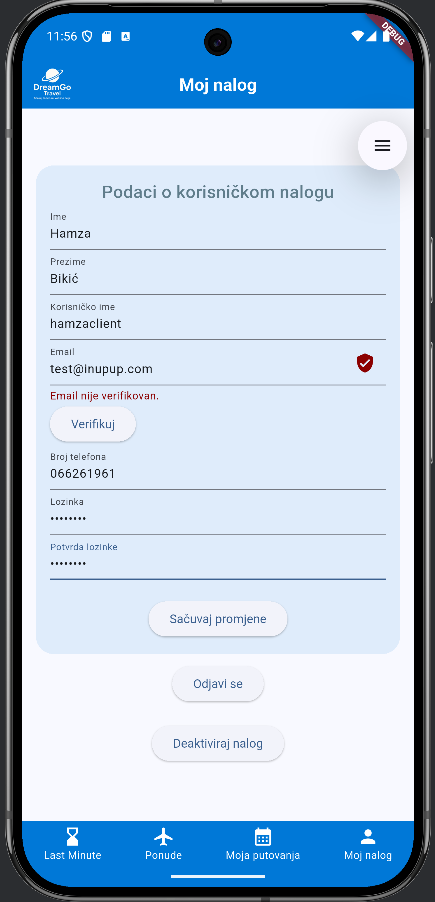 11:56
DEBUG
DreamGo
Travel
Moj nalog
Podaci o korisničkom nalogu
Ime
Hamza
Prezime
Bikić
Korisničko ime
hamzaclient
Email
test@inupup.com
Email nije verifikovan.
Verifikuj
Broj telefona
066261961
Lozinka
••••••••
Potvrda lozinke
••••••••
Sačuvaj promjene
Odjavi se
Deaktiviraj nalog
Last Minute
Ponude
Moja putovanja
Moj nalog